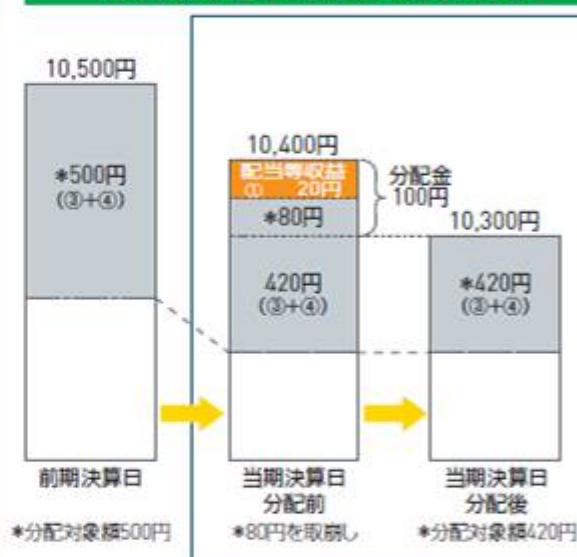 10,500円
*500円
(③+④)
前期決算日
*分配対象額500円
10,400円
配当等収益
① 20円
*80円
420円
(③+④)
分配金
100円
当期決算日
分配前
*80円を取崩し
10,300円
*420円
(③+④)
当期決算日
分配後
*分配対象額420円